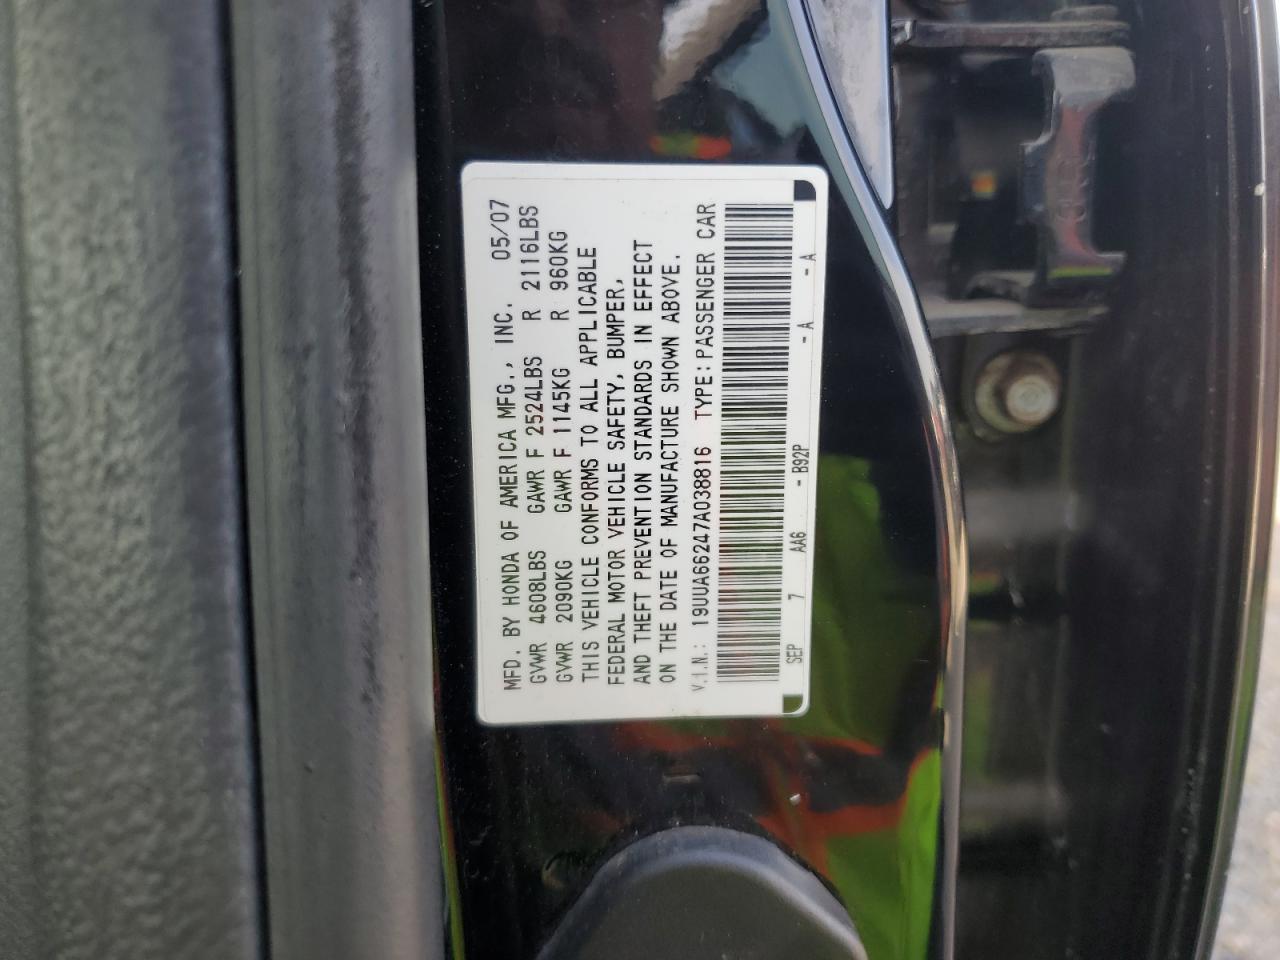 MFD. BY HONDA OF AMERICA MFG., INC. 05/07
GVWR 4608LBS GAWR F 2524LBS R 2116LBS
GVWR 2090KG GAWR F 1145KG R 960KG
THIS VEHICLE CONFORMS TO ALL APPLICABLE
FEDERAL MOTOR VEHICLE SAFETY, BUMPER,
AND THEFT PREVENTION STANDARDS IN EFFECT
ON THE DATE OF MANUFACTURE SHOWN ABOVE.
V.I.N.: 19UUA66247A038816 TYPE: PASSENGER CAR
SEP 7 AA6 - B92P - A - A